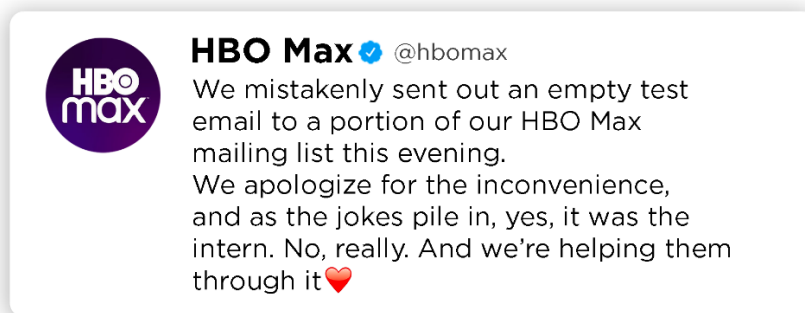 HBO
max
HBO Max @hbomax
We mistakenly sent out an empty test
email to a portion of our HBO Max
mailing list this evening.
We apologize for the inconvenience,
and as the jokes pile in, yes, it was the
intern. No, really. And we’re helping them
through it❤️